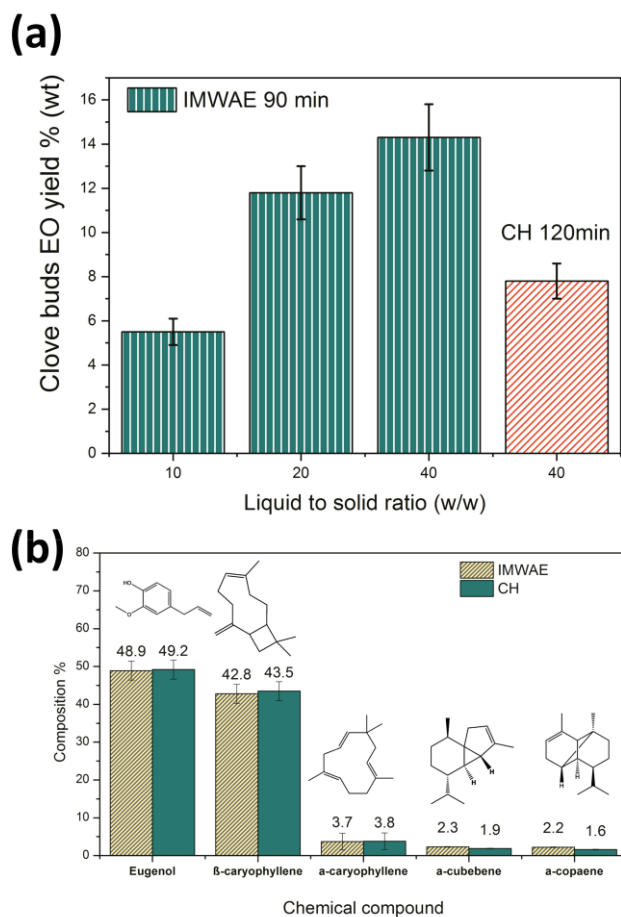 (a)
Clove buds EO yield % (wt)
16
14
12
10
8
6
4
2
0
IMWAE 90 min
CH 120min
10 20 40 40
Liquid to solid ratio (w/w)
(b)
Composition %
80
70
60
50
40
30
20
10
0
IMWAE
CH
HO
O
H
H
H
H
48.9 49.2 42.8 43.5 3.7 3.8 2.3 1.9 2.2 1.6
Eugenol ß-caryophyllene a-caryophyllene a-cubebene a-copaene
Chemical compound